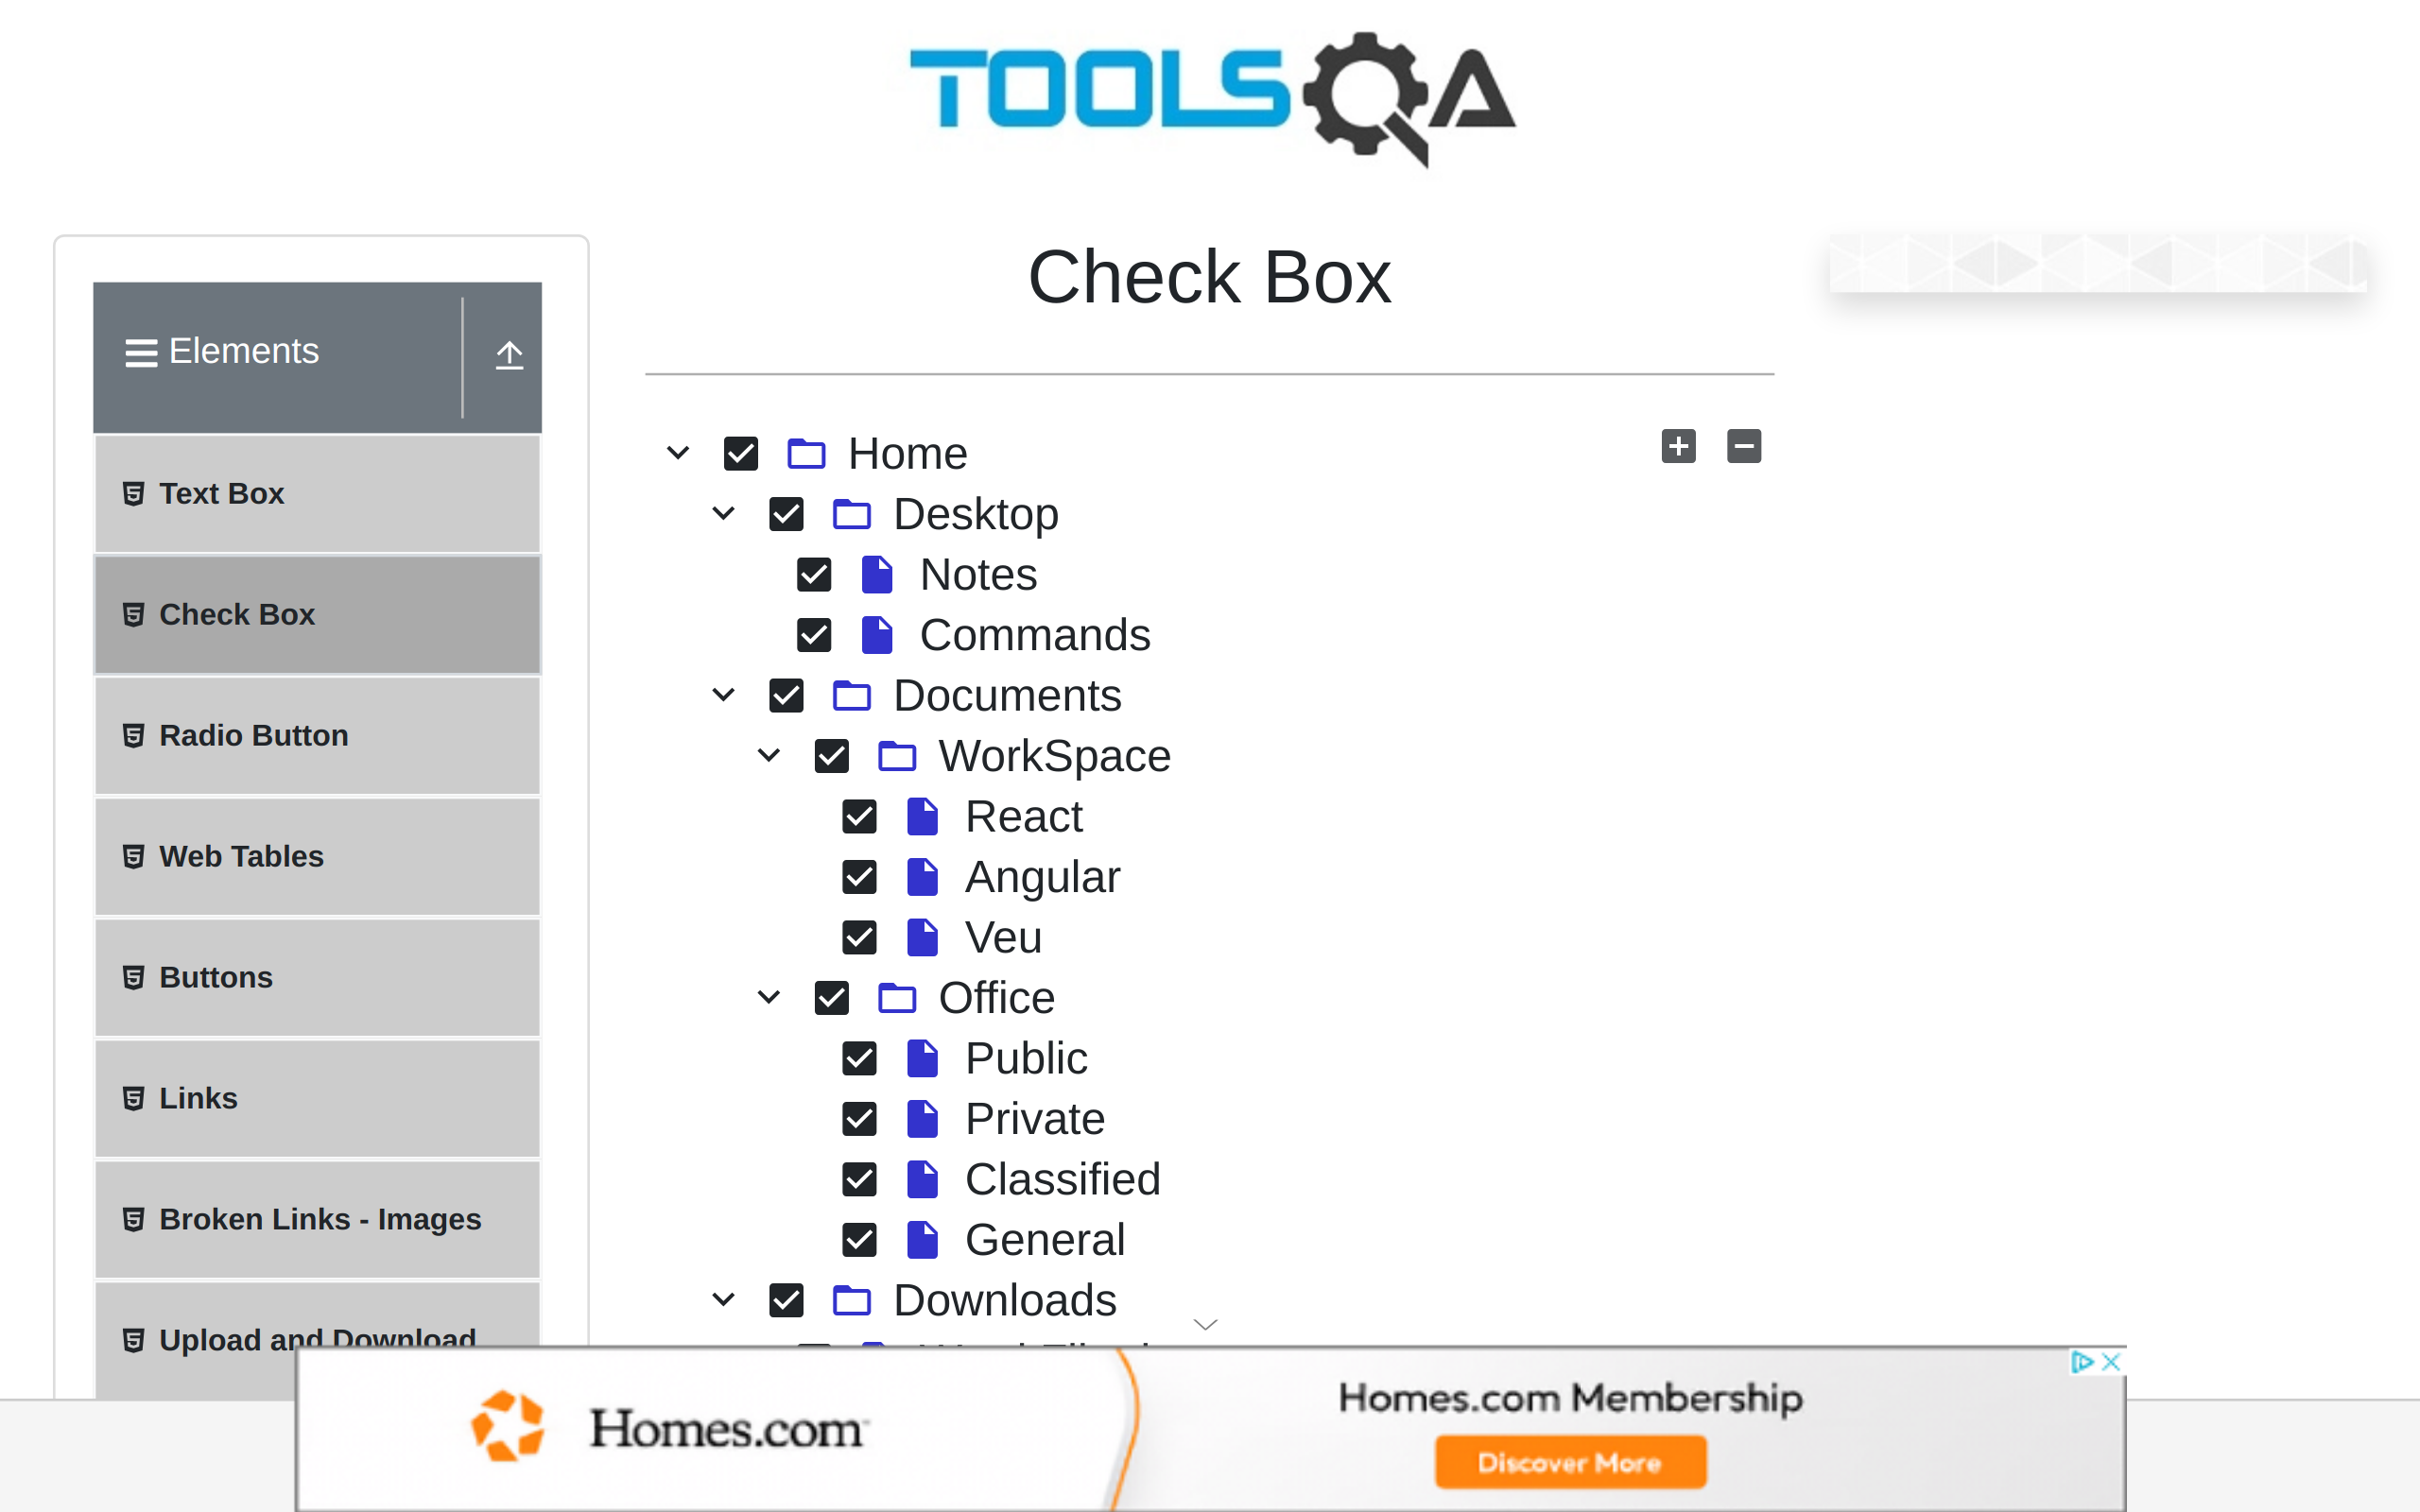 TOOLSQA
Check Box
Elements
Text Box
Check Box
Radio Button
Web Tables
Buttons
Links
Broken Links - Images
Upload and Download
Home
Desktop
Notes
Commands
Documents
WorkSpace
React
Angular
Veu
Office
Public
Private
Classified
General
Downloads
Homes.com
Homes.com Membership
Discover More